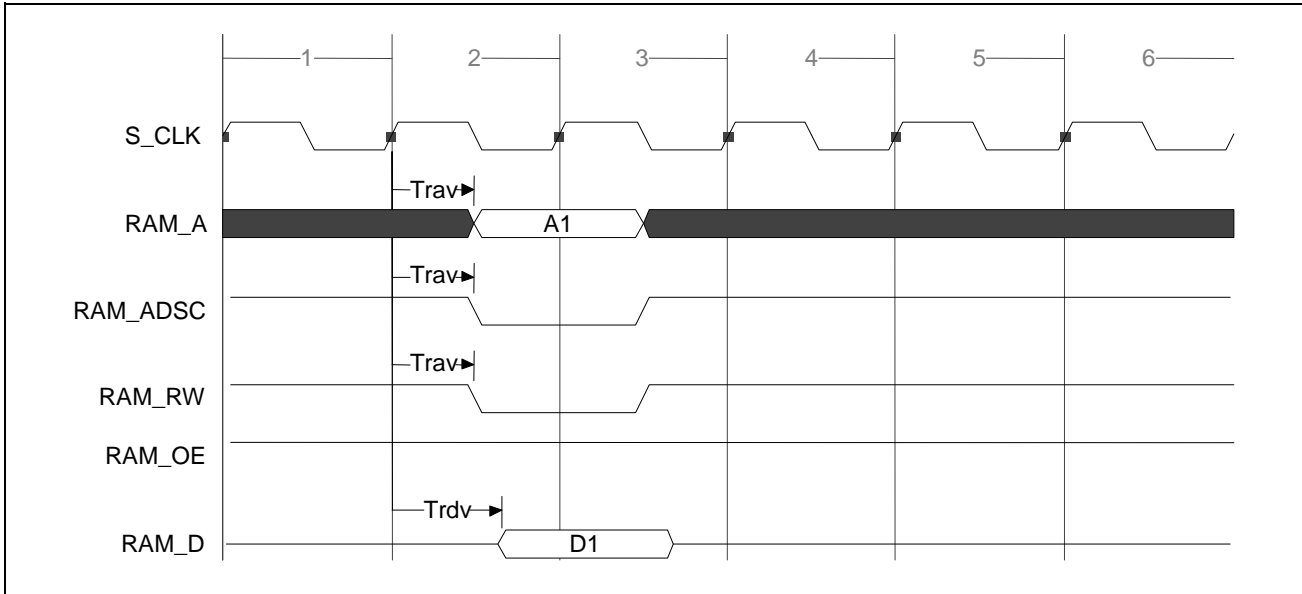 1 2 3 4 5 6
S_CLK
Trav
RAM_A A1
Trav
RAM_ADSC
Trav
RAM_RW
RAM_OE
Trdv
RAM_D D1